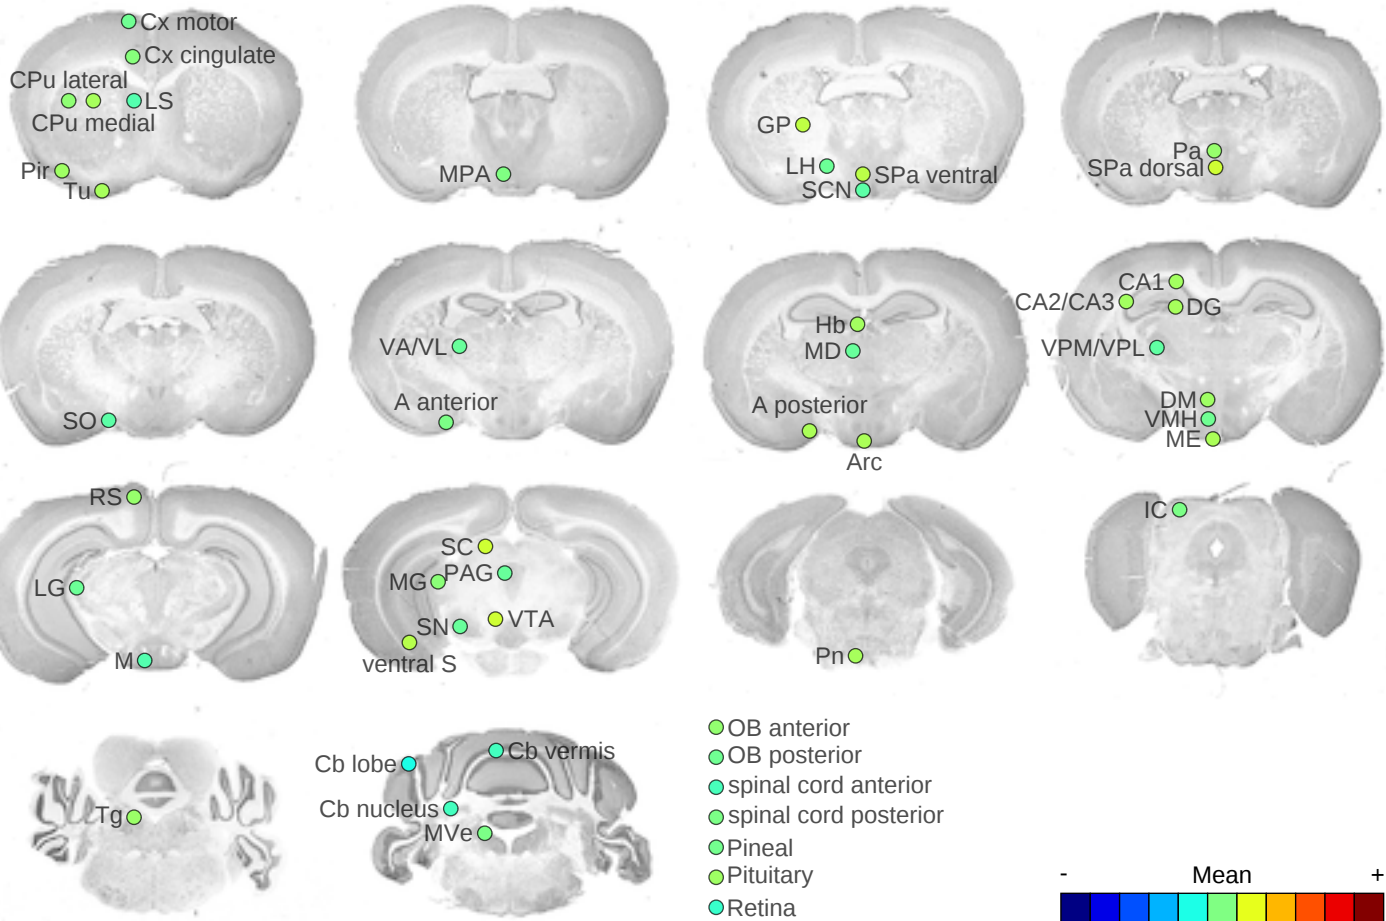 Cx motor
Cx cingulate
CPu lateral
LS
CPu medial
Pir
Tu
MPA
GP
LH
SPa ventral
SCN
Pa
SPa dorsal
SO
VA/VL
A anterior
Hb
MD
A posterior
Arc
CA1
CA2/CA3
DG
VPM/VPL
DM
VMH
ME
RS
LG
M
SC
MG
PAG
SN
VTA
ventral S
Pn
IC
Tg
Cb lobe
Cb vermis
Cb nucleus
MVe
OB anterior
OB posterior
spinal cord anterior
spinal cord posterior
Pineal
Pituitary
Retina
- Mean +